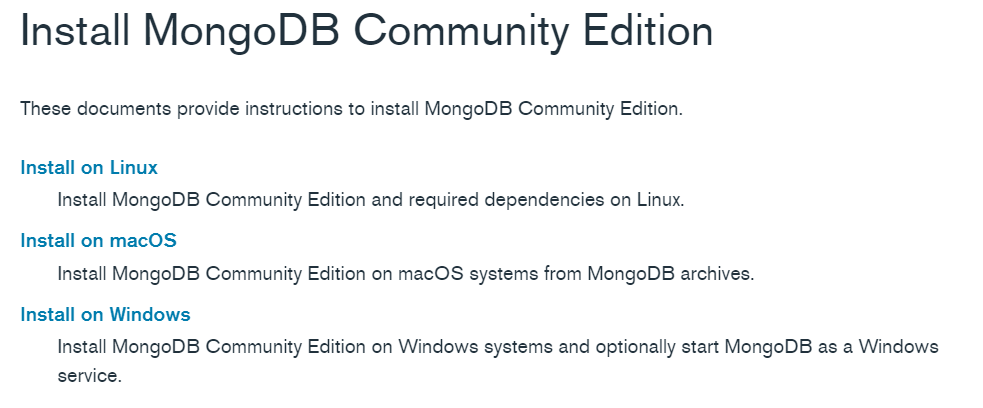 Install MongoDB Community Edition
These documents provide instructions to install MongoDB Community Edition.
Install on Linux
Install MongoDB Community Edition and required dependencies on Linux.
Install on macOS
Install MongoDB Community Edition on macOS systems from MongoDB archives.
Install on Windows
Install MongoDB Community Edition on Windows systems and optionally start MongoDB as a Windows
service.